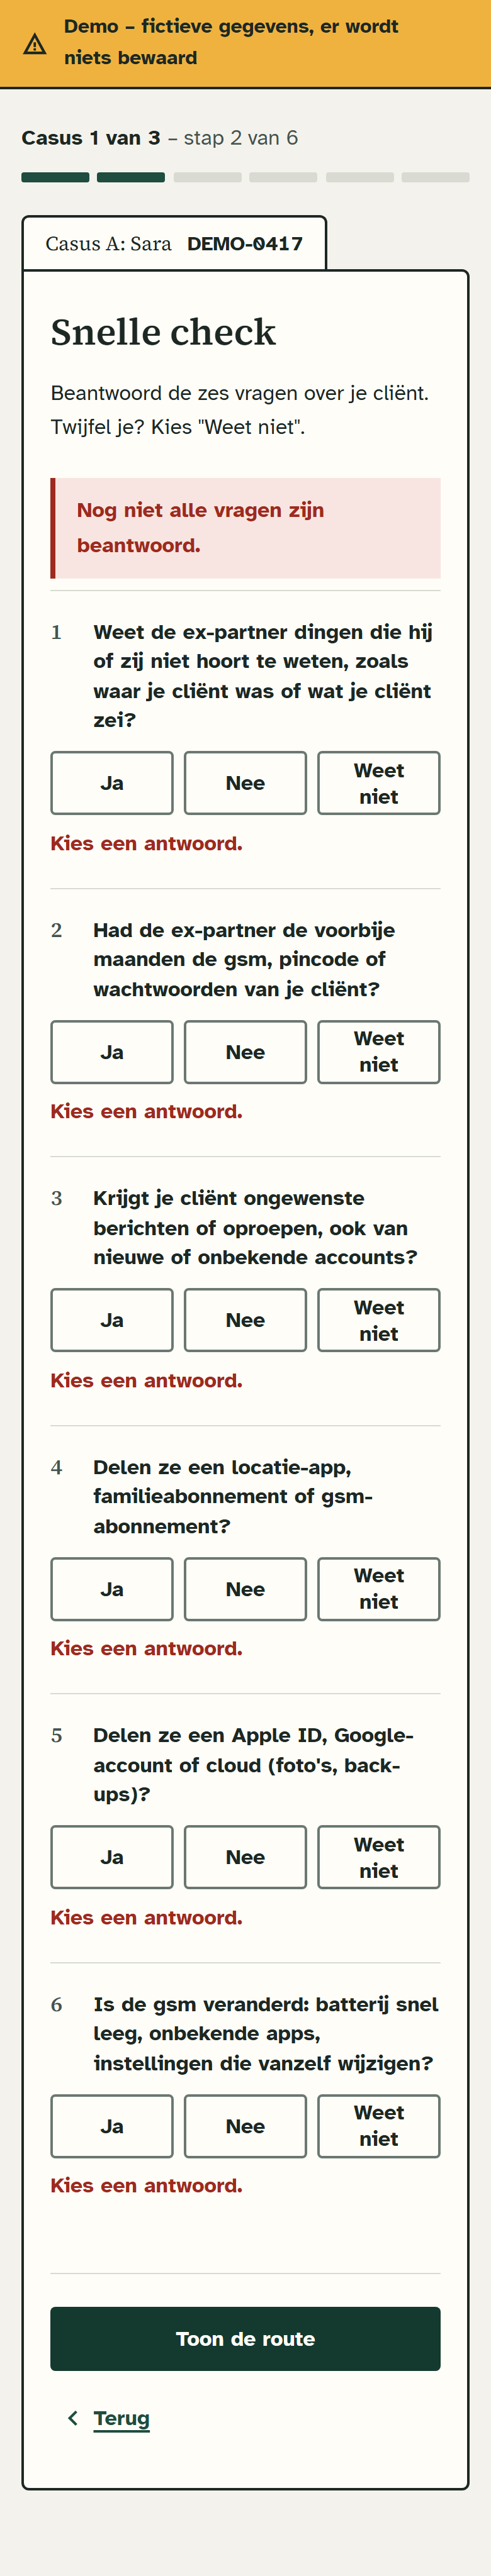 Demo – fictieve gegevens, er wordt
niets bewaard
Casus 1 van 3 – stap 2 van 6
Casus A: Sara DEMO-0417
Snelle check
Beantwoord de zes vragen over je cliënt.
Twijfel je? Kies "Weet niet".
Nog niet alle vragen zijn
beantwoord.
1 Weet de ex-partner dingen die hij
of zij niet hoort te weten, zoals
waar je cliënt was of wat je cliënt
zei?
Ja Nee Weet
niet
Kies een antwoord.
2 Had de ex-partner de voorbije
maanden de gsm, pincode of
wachtwoorden van je cliënt?
Ja Nee Weet
niet
Kies een antwoord.
3 Krijgt je cliënt ongewenste
berichten of oproepen, ook van
nieuwe of onbekende accounts?
Ja Nee Weet
niet
Kies een antwoord.
4 Delen ze een locatie-app,
familieabonnement of gsm-
abonnement?
Ja Nee Weet
niet
Kies een antwoord.
5 Delen ze een Apple ID, Google-
account of cloud (foto's, back-
ups)?
Ja Nee Weet
niet
Kies een antwoord.
6 Is de gsm veranderd: batterij snel
leeg, onbekende apps,
instellingen die vanzelf wijzigen?
Ja Nee Weet
niet
Kies een antwoord.
Toon de route
Terug